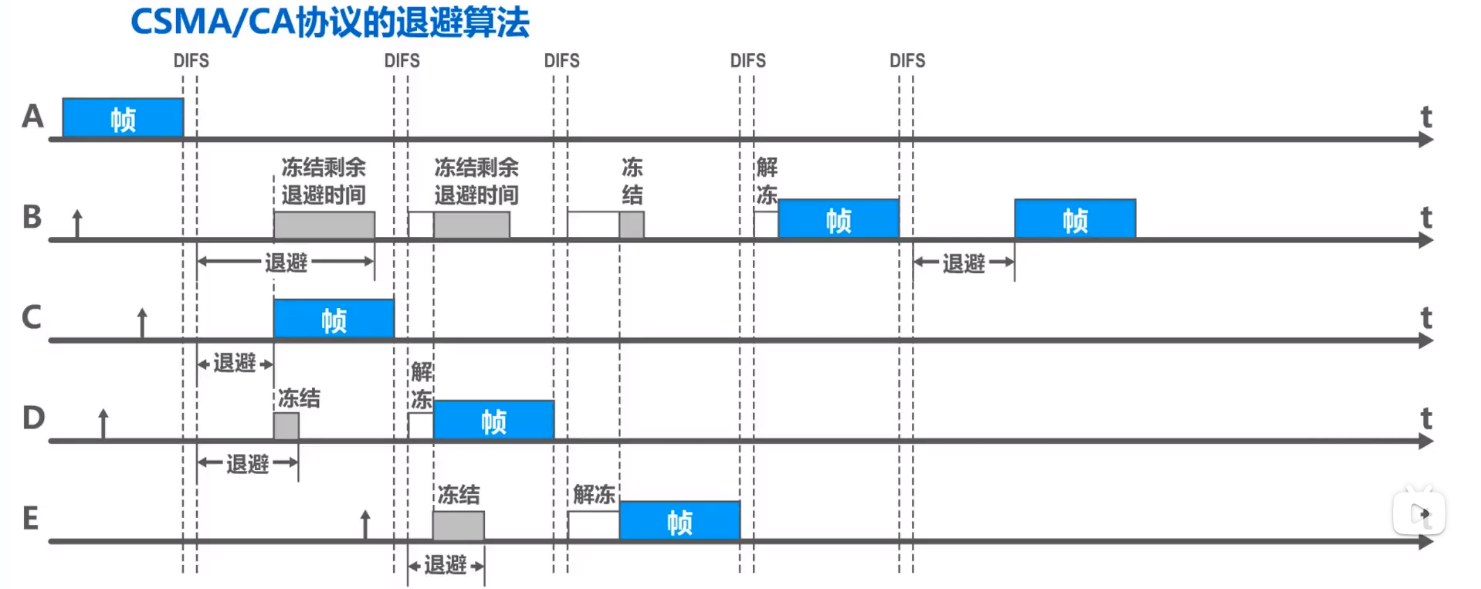 CSMA/CA协议的退避算法
DIFS DIFS DIFS DIFS DIFS
A 帧 t
冻结剩余
退避时间
冻结剩余
退避时间
冻
结
解
冻
B 帧 帧 t
退避 退避
C 帧 t
退避
解
冻
冻结
D 帧 t
退避
冻结 解冻
E 帧 t
退避